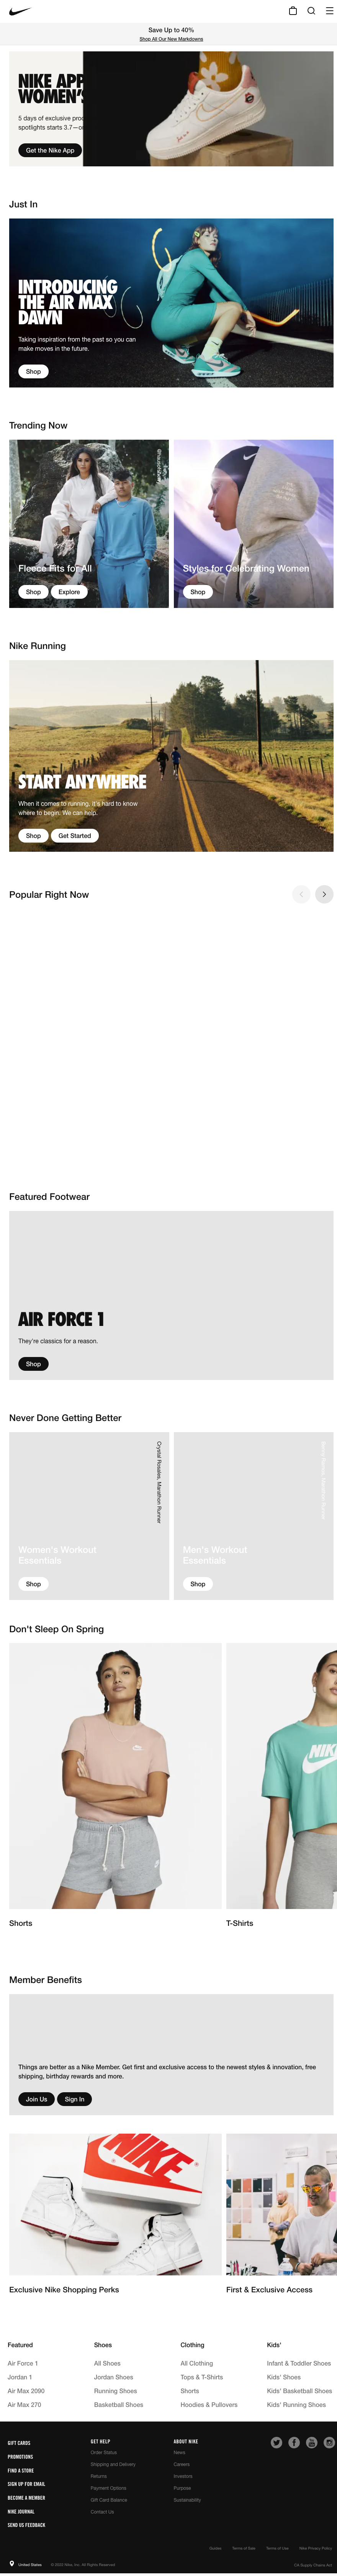 Save Up to 40%
Shop All Our New Markdowns
NIKE APP
WOMEN'S
5 days of exclusive
spotlights starts 3.7—
Get the Nike App
Just In
INTRODUCING
THE AIR MAX
DAWN
Taking inspiration from the past so you can
make moves in the future.
Shop
Trending Now
Fleece Fits for All
Shop
Explore
Styles for Celebrating Women
Shop
Nike Running
START ANYWHERE
When it comes to running. It's hard to know
where to begin. We can help.
Shop
Get Started
Popular Right Now
Featured Footwear
AIR FORCE 1
They're classics for a reason.
Shop
Never Done Getting Better
Crystal Rosales, Marathon Runner
Women's Workout
Essentials
Shop
Men's Workout
Essentials
Shop
Don't Sleep On Spring
NIKE
Shorts
T-Shirts
Member Benefits
Things are better as a Nike Member. Get first and exclusive access to the newest styles & innovation, free
shipping, birthday rewards and more.
Join Us
Sign In
NIKE
Exclusive Nike Shopping Perks
First & Exclusive Access
Featured
Air Force 1
Jordan 1
Air Max 2090
Air Max 270
Shoes
All Shoes
Jordan Shoes
Running Shoes
Basketball Shoes
Clothing
All Clothing
Tops & T-Shirts
Shorts
Hoodies & Pullovers
Kids'
Infant & Toddler Shoes
Kids' Shoes
Kids' Basketball Shoes
Kids' Running Shoes
GIFT CARDS
PROMOTIONS
FIND A STORE
SIGN UP FOR EMAIL
BECOME A MEMBER
NIKE JOURNAL
SEND US FEEDBACK
GET HELP
Order Status
Shipping and Delivery
Returns
Payment Options
Gift Card Balance
Contact Us
ABOUT NIKE
News
Careers
Investors
Purpose
Sustainability
Guides
Terms of Sale
Terms of Use
Nike Privacy Policy
United States
© 2022 Nike, Inc. All Rights Reserved
CA Supply Chains Act